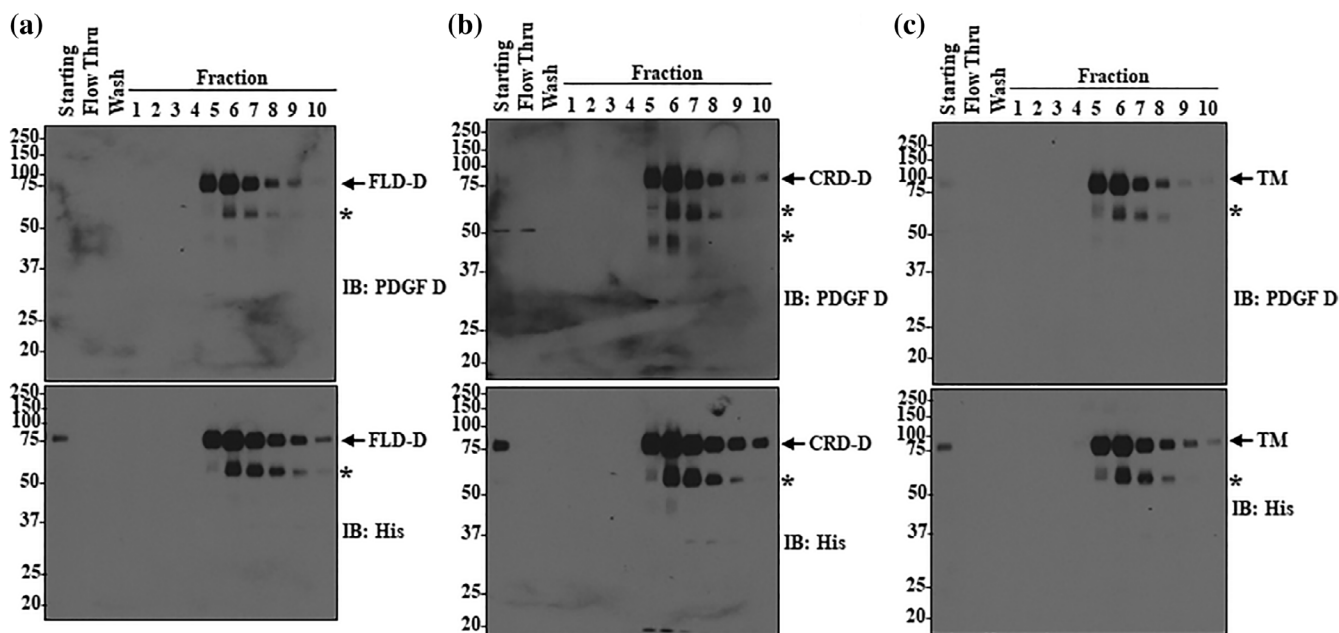 (a)
Starting
Flow Thru
Wash
Fraction
1 2 3 4 5 6 7 8 9 10
250
150
100
75
50
37
25
20
FLD-D
*
IB: PDGF D
250
150
100
75
50
37
25
20
FLD-D
*
IB: His
(b)
Starting
Flow Thru
Wash
Fraction
1 2 3 4 5 6 7 8 9 10
250
150
100
75
50
37
25
20
CRD-D
*
*
IB: PDGF D
250
150
100
75
50
37
25
20
CRD-D
*
IB: His
(c)
Starting
Flow Thru
Wash
Fraction
1 2 3 4 5 6 7 8 9 10
250
150
100
75
50
37
25
20
TM
*
IB: PDGF D
250
150
100
75
50
37
25
20
TM
*
IB: His